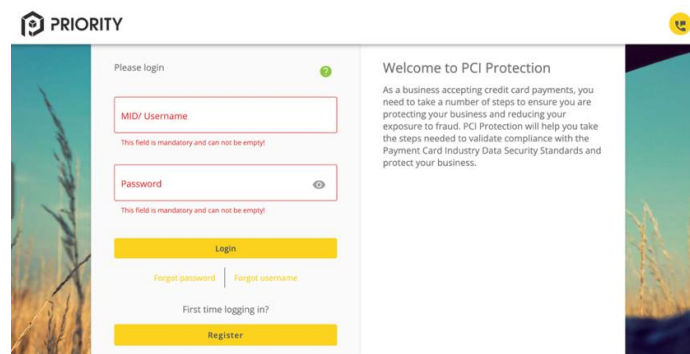 PRIORITY
Please login
MID/ Username
This field is mandatory and can not be empty!
Password
This field is mandatory and can not be empty!
Login
Forgot password
Forgot username
First time logging in?
Register
Welcome to PCI Protection
As a business accepting credit card payments, you
need to take a number of steps to ensure you are
protecting your business and reducing your
exposure to fraud. PCI Protection will help you take
the steps needed to validate compliance with the
Payment Card Industry Data Security Standards and
protect your business.